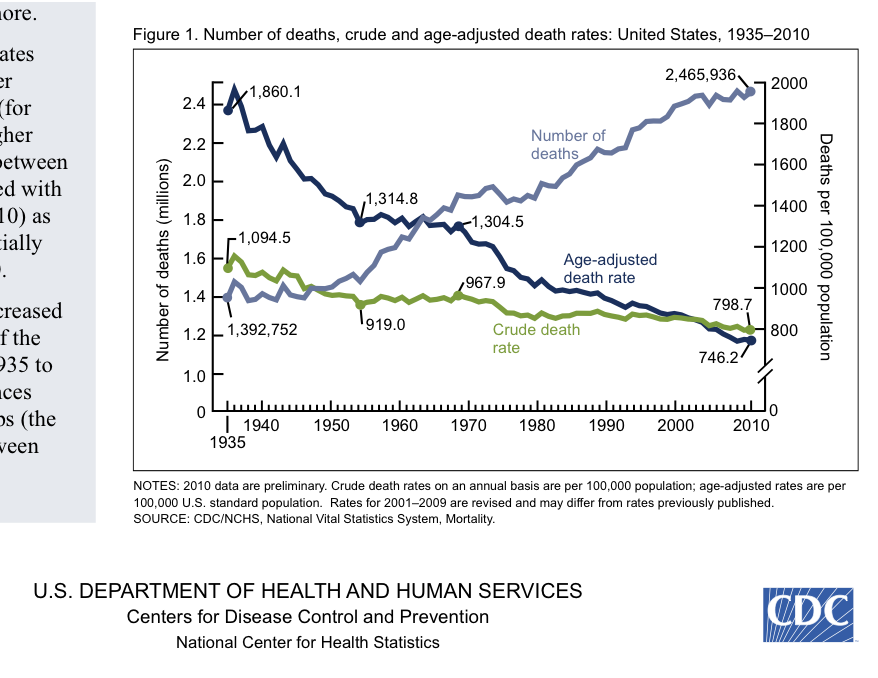 ates
er
(for
gher
between
ed with
10) as
tially
creased
f the
935 to
nces
ps (the
ween
Figure 1. Number of deaths, crude and age-adjusted death rates: United States, 1935–2010
Number of deaths (millions)
2.4
2.2
2.0
1.8
1.6
1.4
1.2
1.0
0
1,860.1
1,314.8
1,304.5
1,094.5
967.9
919.0
1,392,752
2,465,936
798.7
746.2
Number of
deaths
Age-adjusted
death rate
Crude death
rate
2000
1800
1600
1400
1200
1000
800
0
Deaths per 100,000 population
1935
1940
1950
1960
1970
1980
1990
2000
2010
NOTES: 2010 data are preliminary. Crude death rates on an annual basis are per 100,000 population; age-adjusted rates are per
100,000 U.S. standard population. Rates for 2001–2009 are revised and may differ from rates previously published.
SOURCE: CDC/NCHS, National Vital Statistics System, Mortality.
U.S. DEPARTMENT OF HEALTH AND HUMAN SERVICES
Centers for Disease Control and Prevention
National Center for Health Statistics
CDC